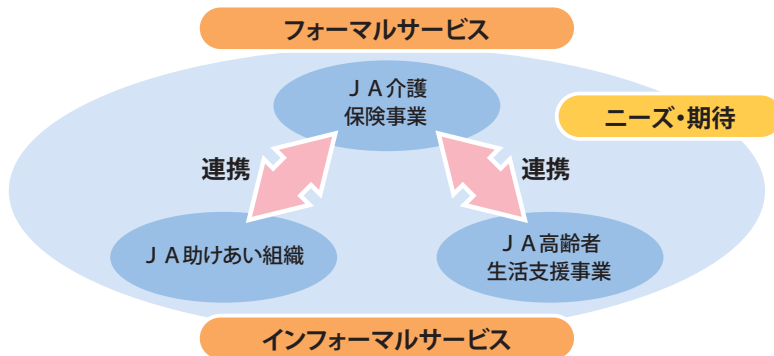 フォーマルサービス
ＪＡ介護
保険事業
ニーズ・期待
連携
連携
ＪＡ助けあい組織
ＪＡ高齢者
生活支援事業
インフォーマルサービス